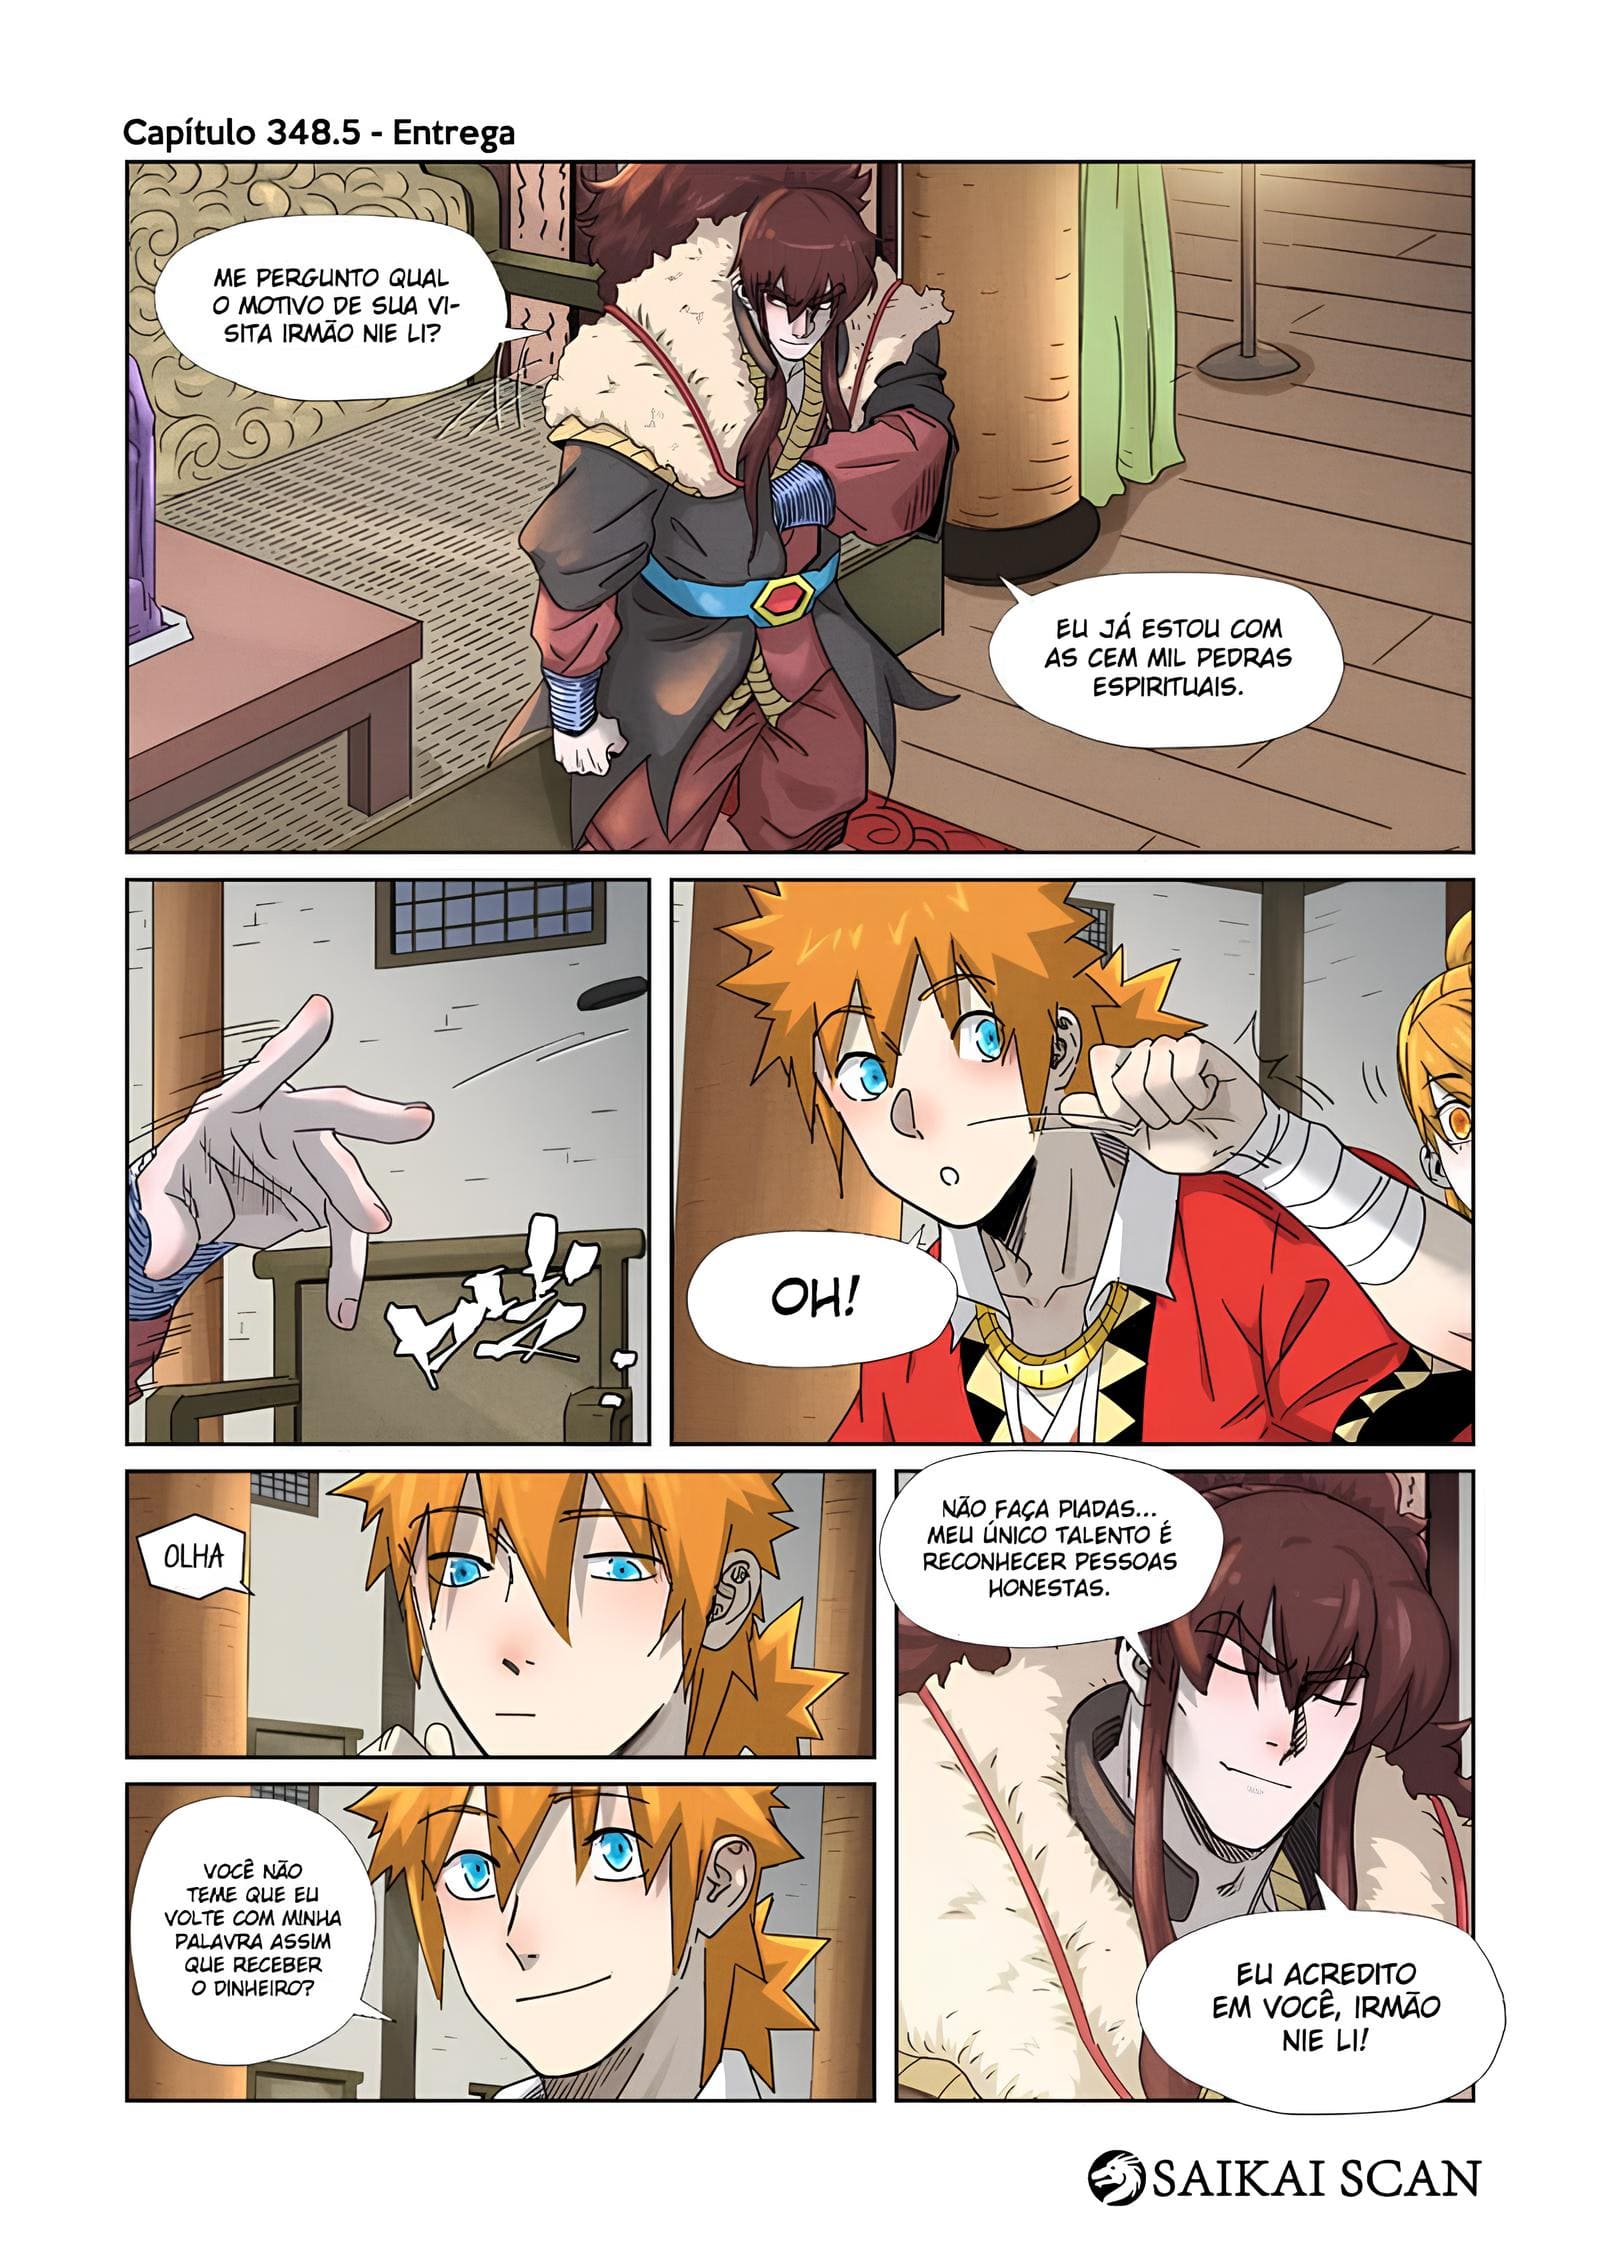 Capítulo 348.5 - Entrega
ME PERGUNTO QUAL
O MOTIVO DE SUA VI-
SITA IRMÃO NIE LI?
EU JÁ ESTOU COM
AS CEM MIL PEDRAS
ESPIRITUAIS.
OH!
OLHA
VOCÊ NÃO
TEME QUE EU
VOLTE COM MINHA
PALAVRA ASSIM
QUE RECEBER
O DINHEIRO?
NÃO FAÇA PIADAS...
MEU ÚNICO TALENTO É
RECONHECER PESSOAS
HONESTAS.
EU ACREDITO
EM VOCÊ, IRMÃO
NIE LI!
SAIKAI SCAN